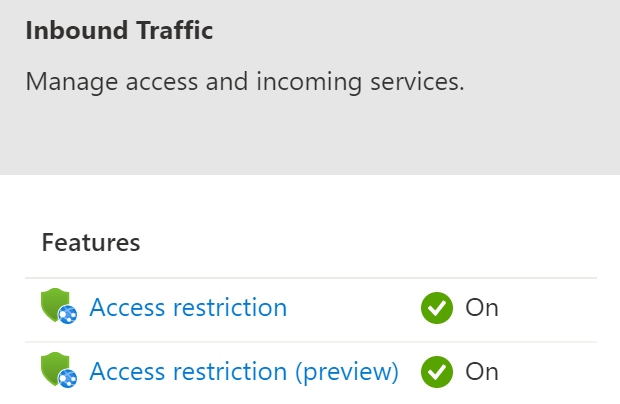 Inbound Traffic
Manage access and incoming services.
Features
Access restriction On
Access restriction (preview) On